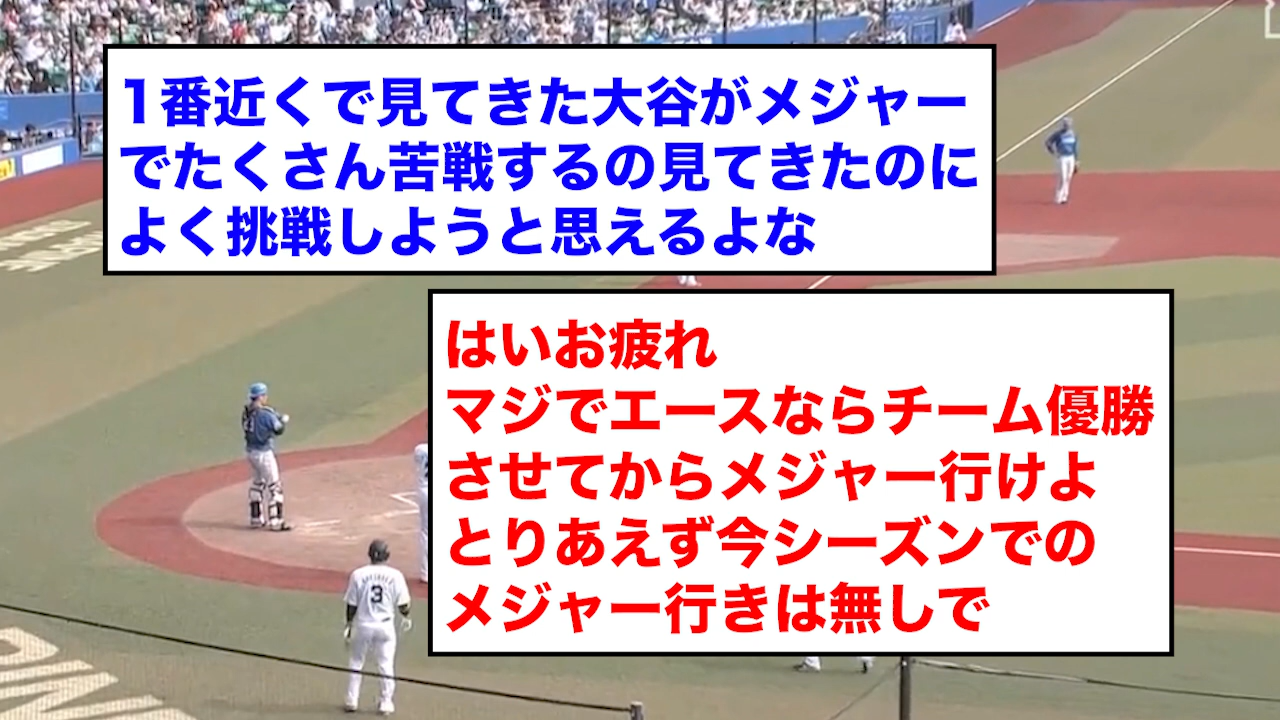 1番近くで見てきた大谷がメジャー
でたくさん苦戦するの見てきたのに
よく挑戦しようと思えるよな
はいお疲れ
マジでエースならチーム優勝
させてからメジャー行けよ
とりあえず今シーズンでの
メジャー行きは無しで
3